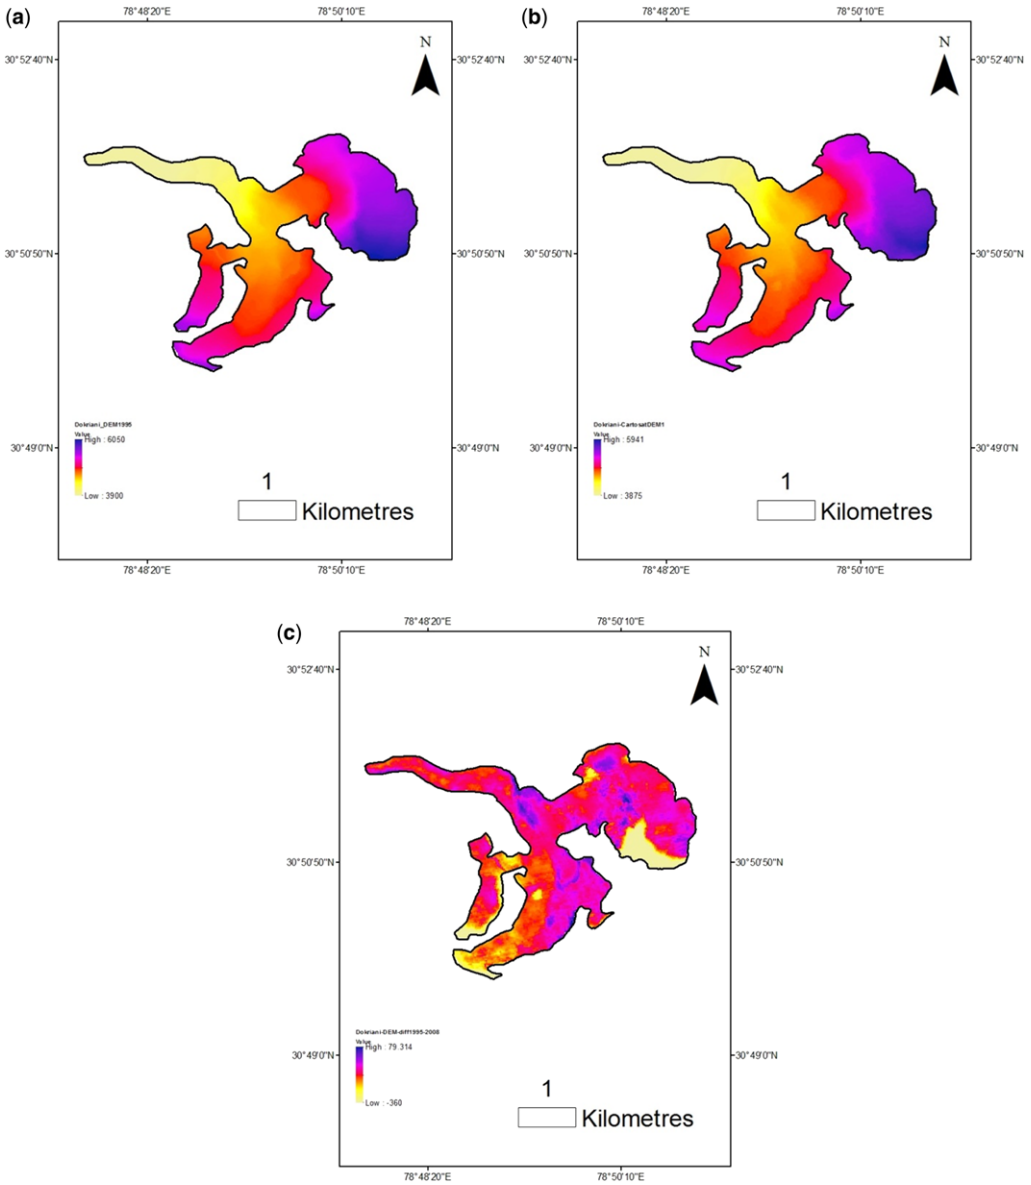 (a)
78°48'20"E 78°50'10"E
N
30°52'40"N 30°52'40"N
30°50'50"N 30°50'50"N
30°49'0"N 30°49'0"N
Dokriani_DEM1995
Value
High : 6050
Low : 3900
1
Kilometres
78°48'20"E 78°50'10"E
(b)
78°48'20"E 78°50'10"E
N
30°52'40"N 30°52'40"N
30°50'50"N 30°50'50"N
30°49'0"N 30°49'0"N
Dokriani-CartosatDEM1
Value
High : 5941
Low : 3875
1
Kilometres
78°48'20"E 78°50'10"E
(c)
78°48'20"E 78°50'10"E
N
30°52'40"N 30°52'40"N
30°50'50"N 30°50'50"N
30°49'0"N 30°49'0"N
Dokriani-DEM-diff1995-2008
Value
High : 79.314
Low : -360
1
Kilometres
78°48'20"E 78°50'10"E